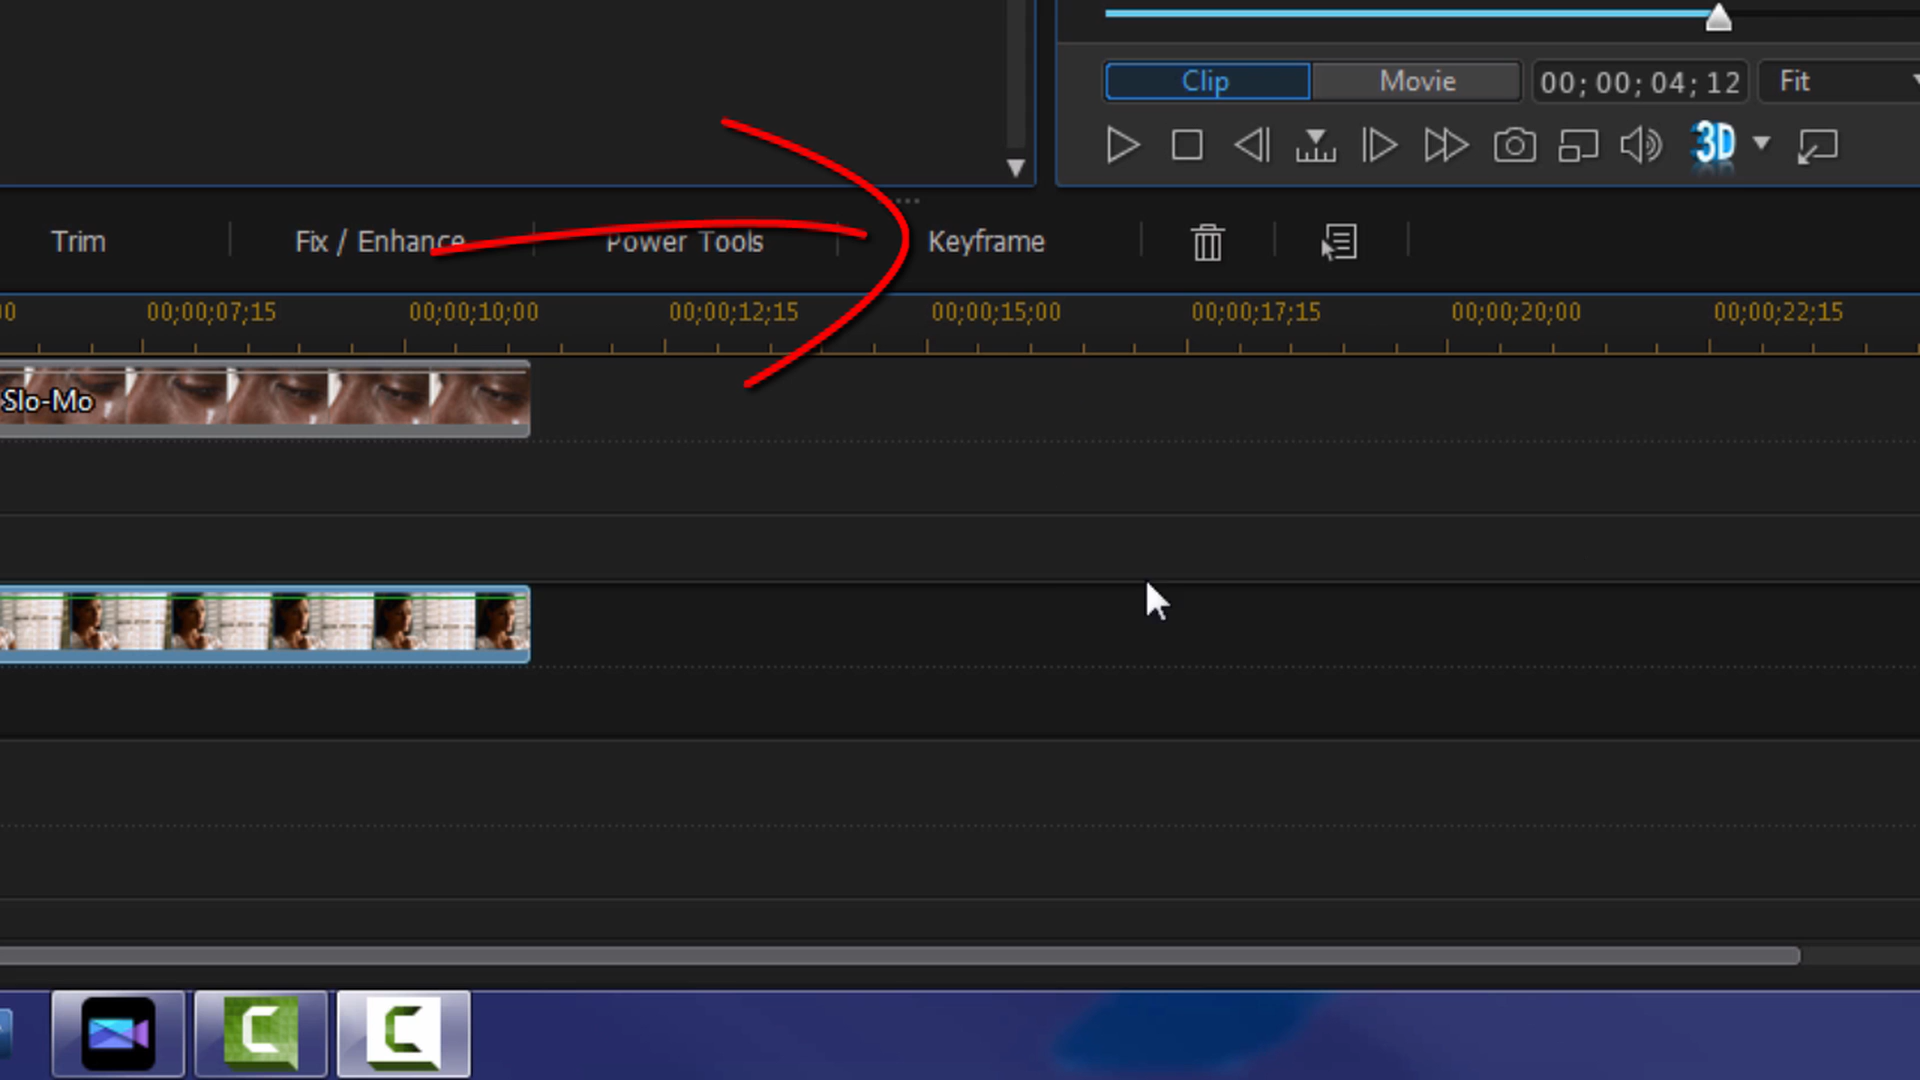 Clip Movie 00;00;04;12 Fit
3D
Trim Fix / Enhance Power Tools Keyframe
00 00;00;07;15 00;00;10;00 00;00;12;15 00;00;15;00 00;00;17;15 00;00;20;00 00;00;22;15
Slo-Mo